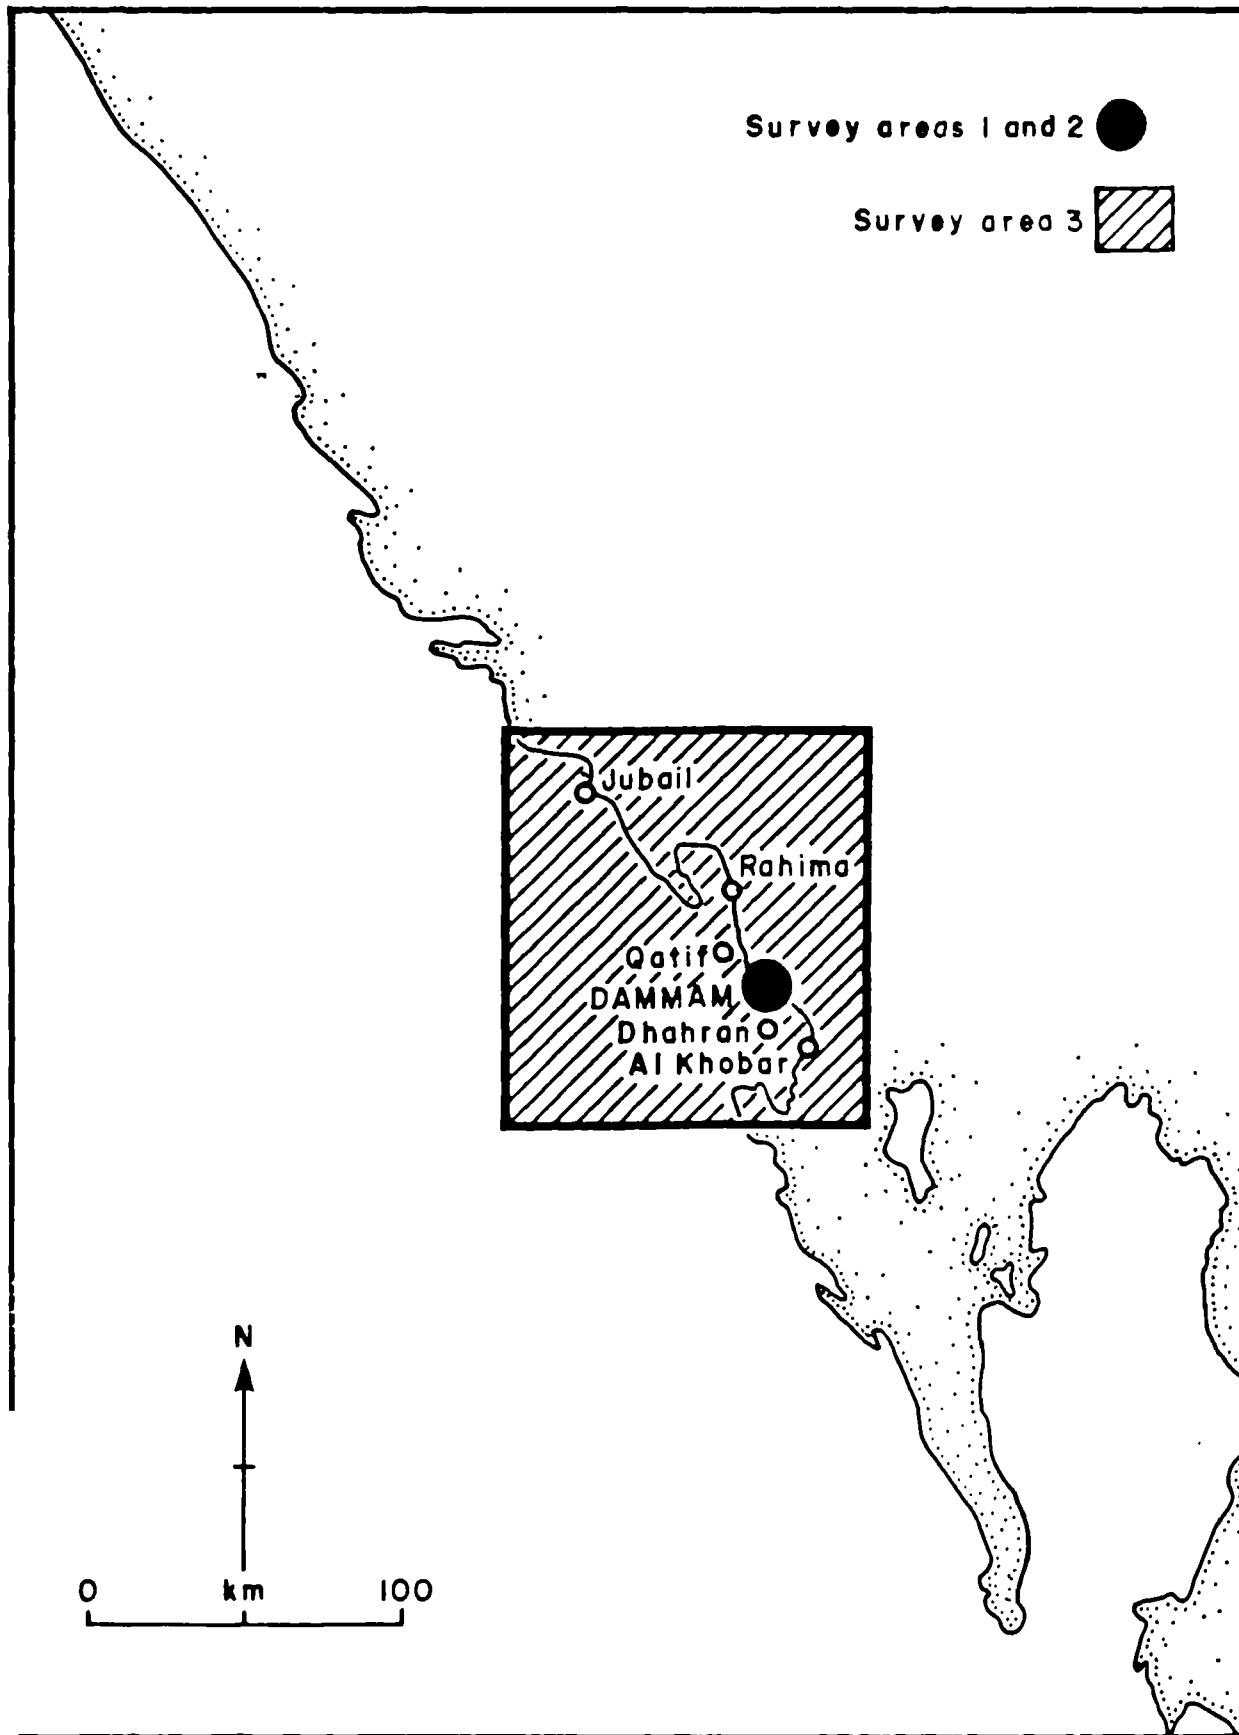 Survey areas 1 and 2
Survey area 3
Jubail
Rahima
Qatif
DAMMAM
Dhahran
Al Khobar
N
0 km 100